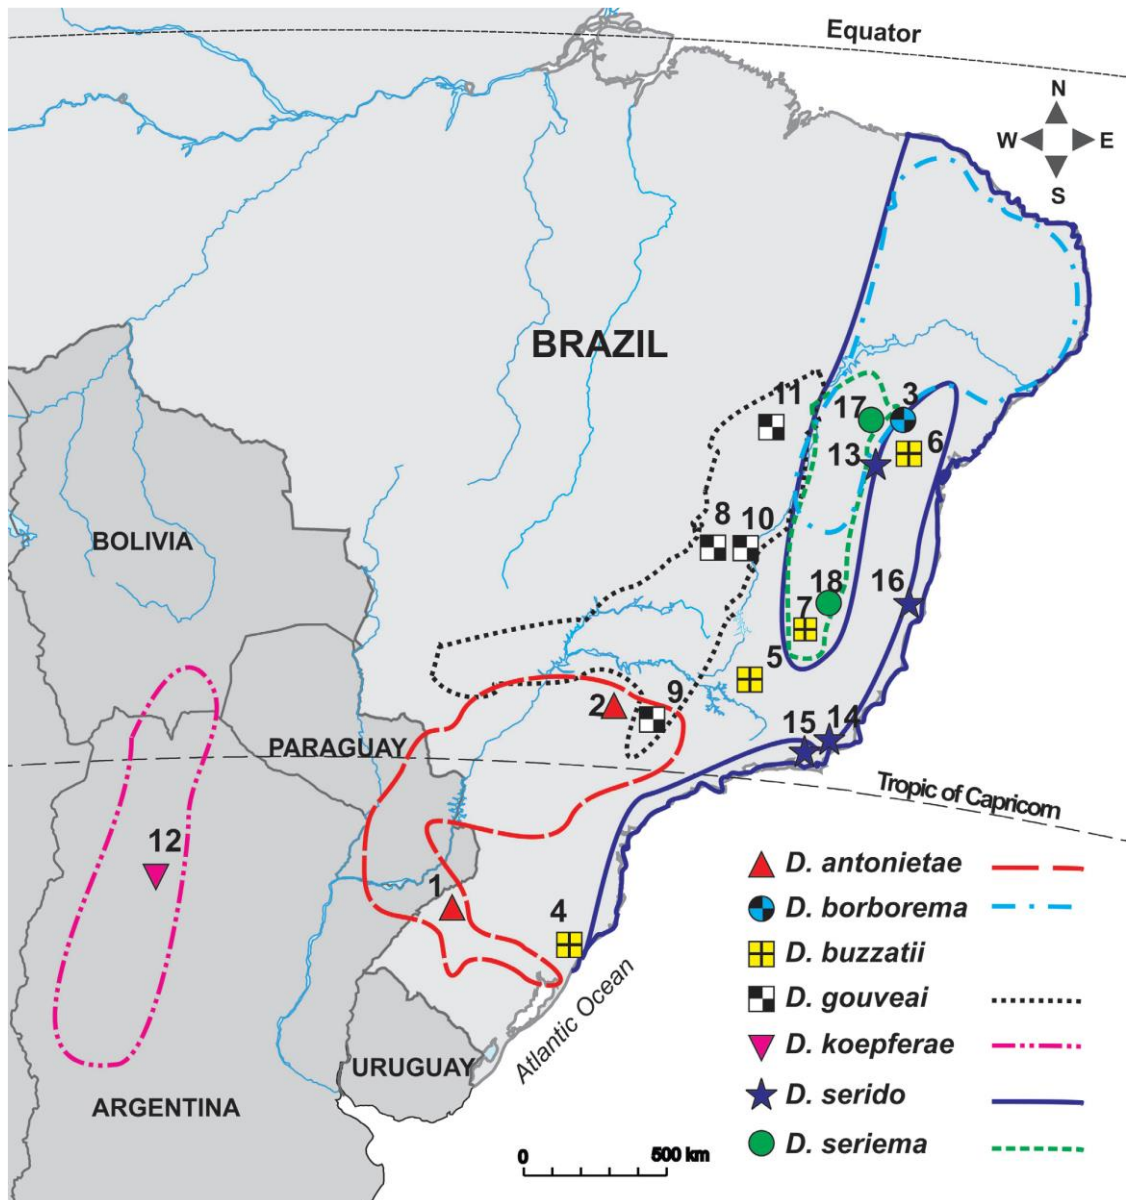 Equator
N
W E
S
BRAZIL
11
17
3
13
6
8
10
BOLIVIA
18
16
7
5
2
9
15
14
PARAGUAY
Tropic of Capricorn
12
1
4
D. antonietae
D. borborema
D. buzzatii
D. gouveai
D. koepferae
D. serido
D. seriema
Atlantic Ocean
URUGUAY
ARGENTINA
0 500 km